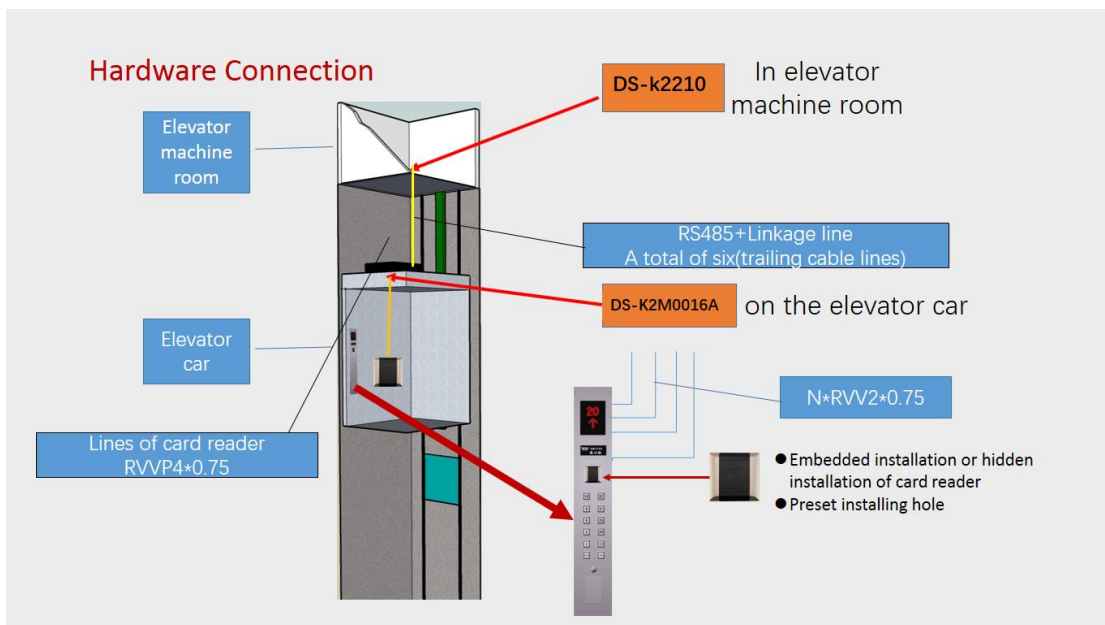 Hardware Connection
DS-k2210
In elevator
machine room
Elevator
machine
room
RS485+Linkage line
A total of six(trailing cable lines)
DS-K2M0016A
on the elevator car
Elevator
car
N*RVV2*0.75
20
Lines of card reader
RVVP4*0.75
●Embedded installation or hidden
installation of card reader
●Preset installing hole